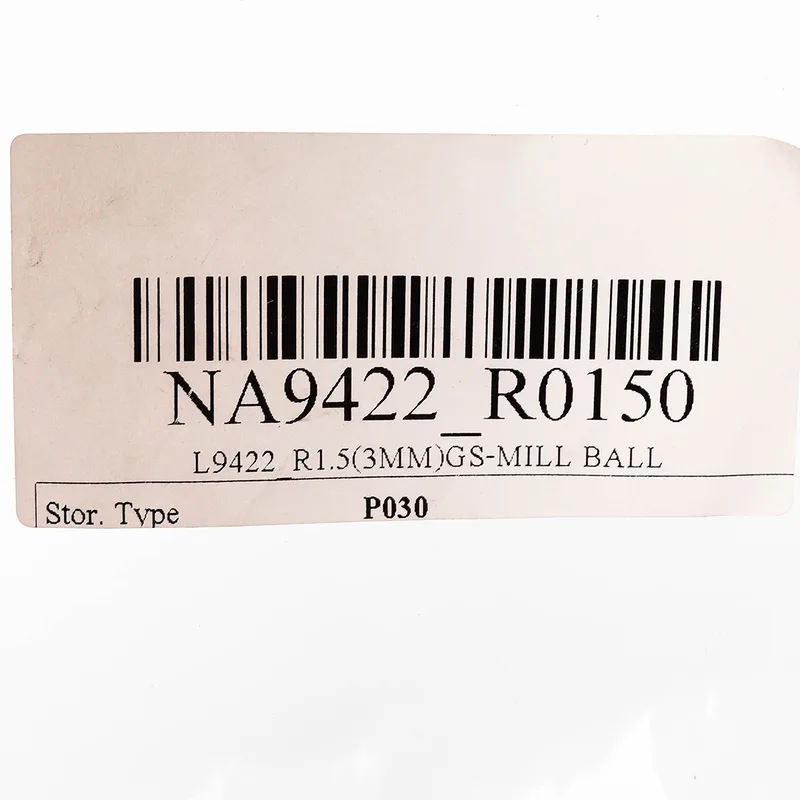 NA9422_R0150
L9422_R1.5(3MM)GS-MILL BALL
Stor. Type P030